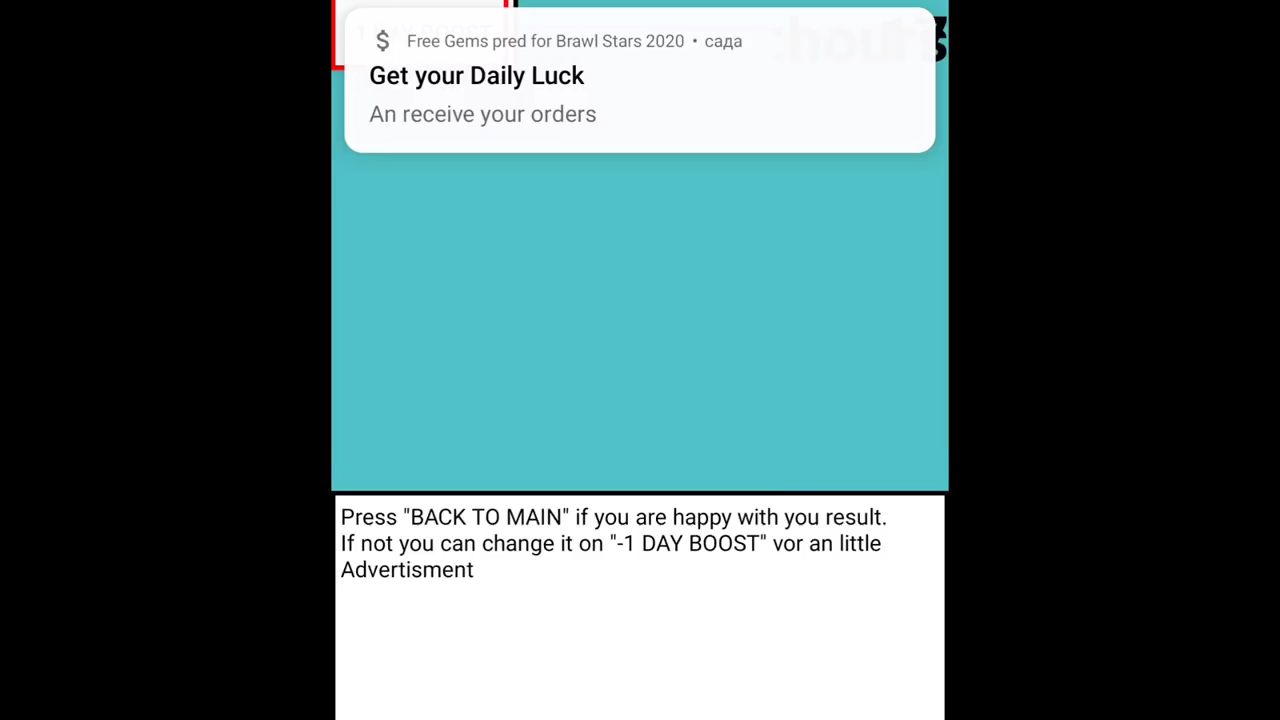 $ Free Gems pred for Brawl Stars 2020 • сада
Get your Daily Luck
An receive your orders
Press "BACK TO MAIN" if you are happy with you result.
If not you can change it on "-1 DAY BOOST" vor an little
Advertisment